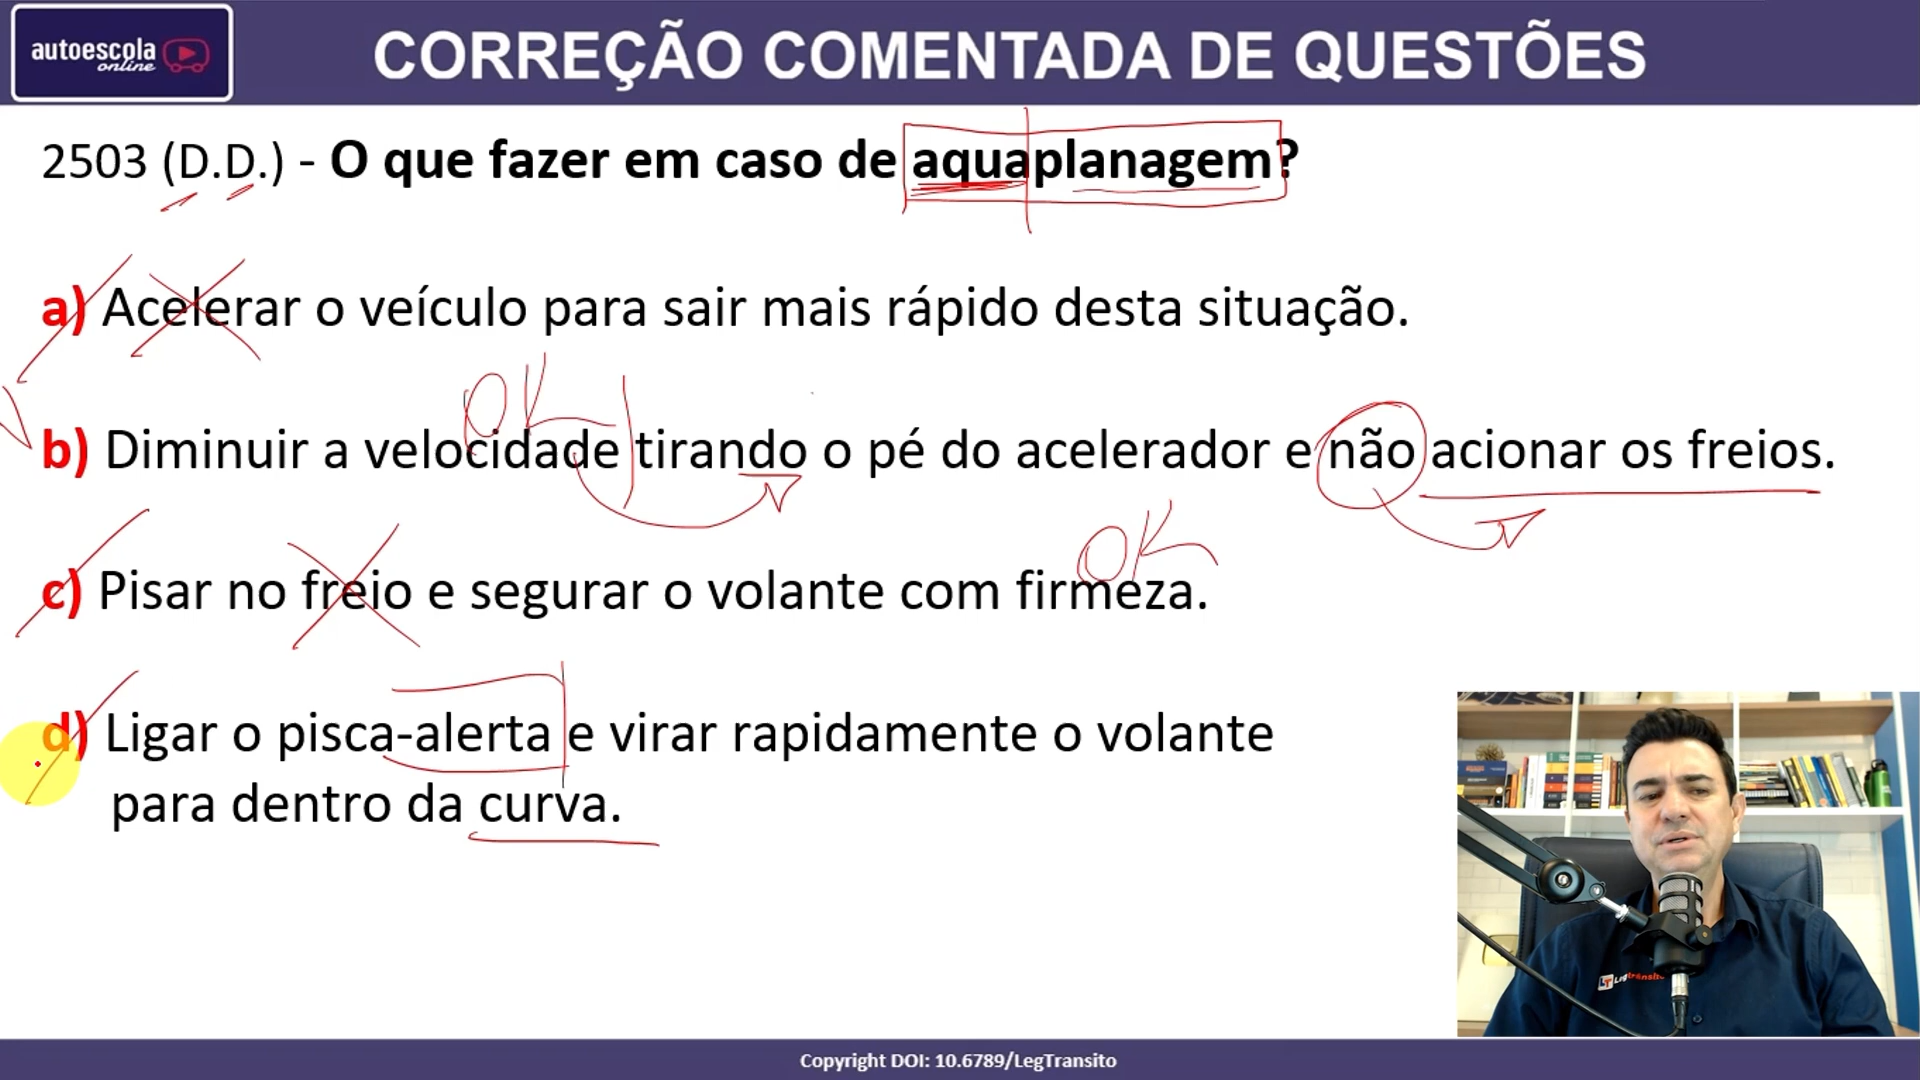 autoescola
online
CORREÇÃO COMENTADA DE QUESTÕES
2503 (D.D.) - O que fazer em caso de aquaplanagem?
a) Acelerar o veículo para sair mais rápido desta situação.
OK
b) Diminuir a velocidade tirando o pé do acelerador e não acionar os freios.
OK
c) Pisar no freio e segurar o volante com firmeza.
d) Ligar o pisca-alerta e virar rapidamente o volante
para dentro da curva.
LT Legtrânsito
Copyright DOI: 10.6789/LegTransito